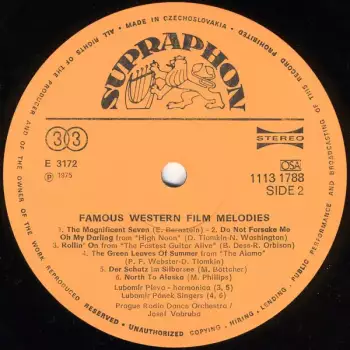 MADE IN CZECHOSLOVAKIA
ALL RIGHTS OF THE PRODUCER AND OF THE OWNER OF THE WORK REPRODUCED RESERVED · UNAUTHORIZED COPYING · HIRING · LENDING · PUBLIC PERFORMANCE AND BROADCASTING OF THIS RECORD PROHIBITED
SUPRAPHON
33
STEREO
E 3172
℗ 1975
OSA
1113 1788
SIDE 2
FAMOUS WESTERN FILM MELODIES
1. The Magnificent Seven (E. Bernstein) - 2. Do Not Forsake Me
Oh My Darling from "High Noon" (D. Tiomkin-N. Washington)
3. Rollin' On from "The Fastest Guitar Alive" (B. Dees-R. Orbison)
4. The Green Leaves Of Summer from "The Alamo"
(P. F. Webster-D. Tiomkin)
5. Der Schatz im Silbersee (M. Böttcher)
6. North To Alaska (M. Phillips)
Lubomír Pleva - harmonica (3, 5)
Lubomír Pánek Singers (4, 6)
Prague Radio Dance Orchestra /
Josef Vobruba